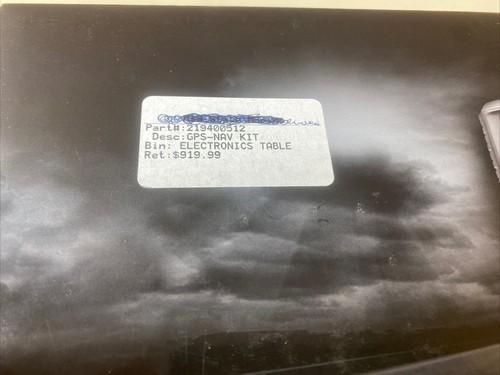 Part#:219400512
Desc:GPS-NAV KIT
Bin: ELECTRONICS TABLE
Ret:$919.99